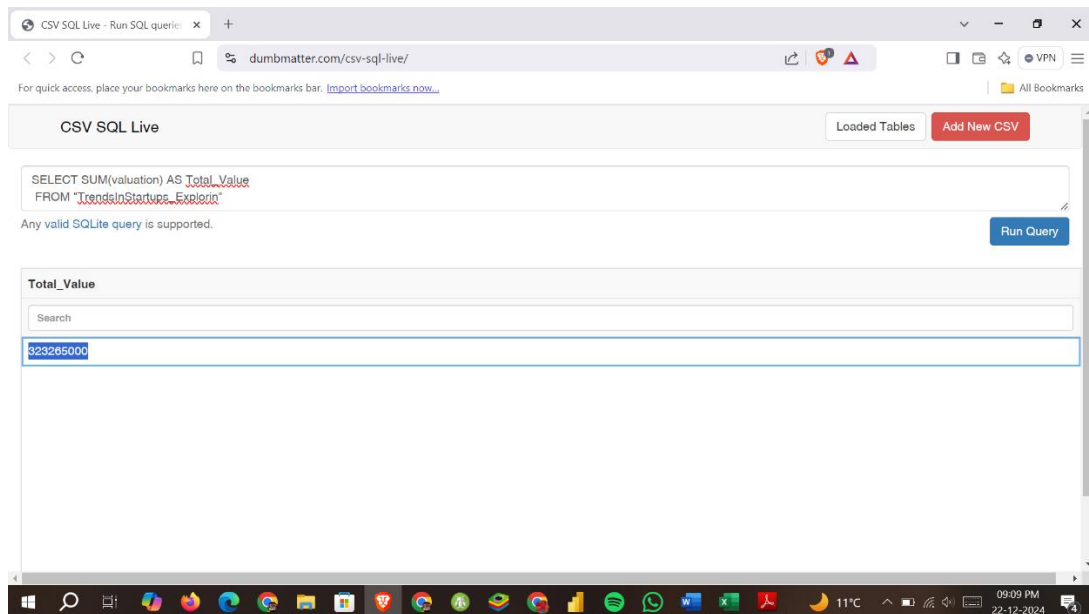 CSV SQL Live - Run SQL querie
dumbmatter.com/csv-sql-live/
VPN
For quick access, place your bookmarks here on the bookmarks bar. Import bookmarks now...
All Bookmarks
CSV SQL Live
Loaded Tables
Add New CSV
SELECT SUM(valuation) AS Total_Value
FROM "TrendsInStartups_Explorin"
Any valid SQLite query is supported.
Run Query
Total_Value
Search
323265000
11°C
09:09 PM
22-12-2024